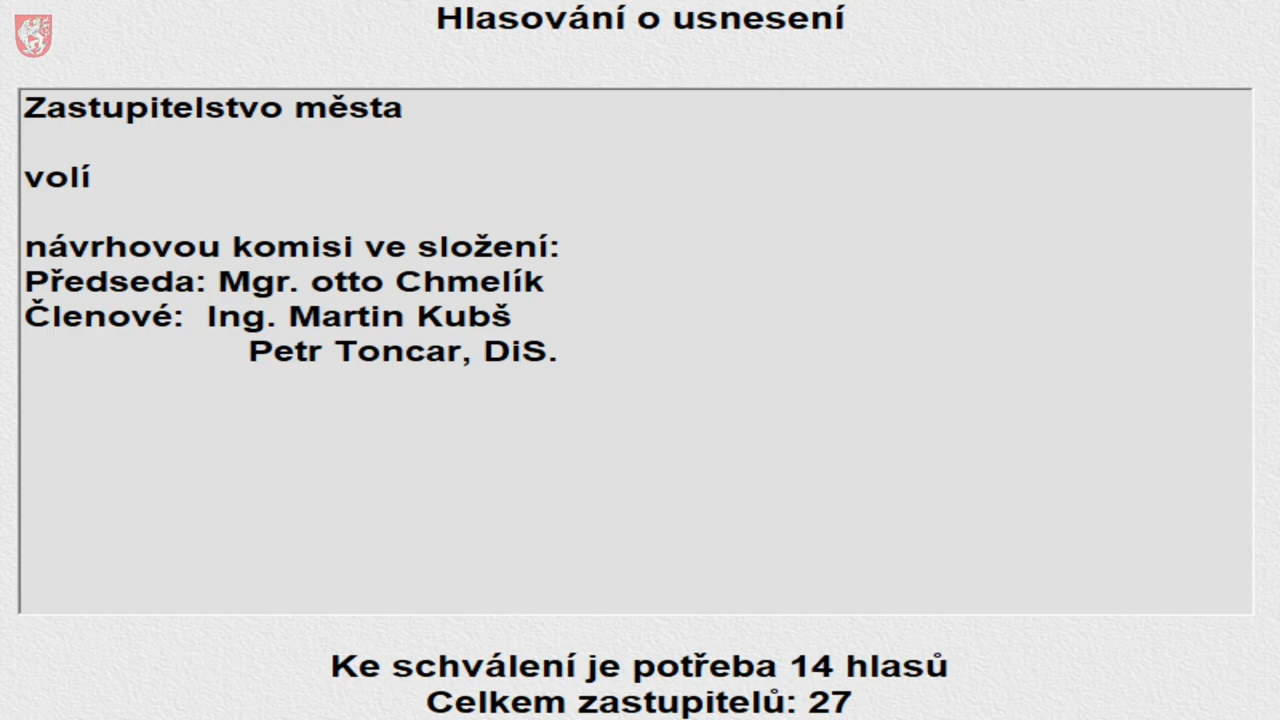 Hlasování o usnesení
Zastupitelstvo města
volí
návrhovou komisi ve složení:
Předseda: Mgr. otto Chmelík
Členové: Ing. Martin Kubš
Petr Toncar, DiS.
Ke schválení je potřeba 14 hlasů
Celkem zastupitelů: 27